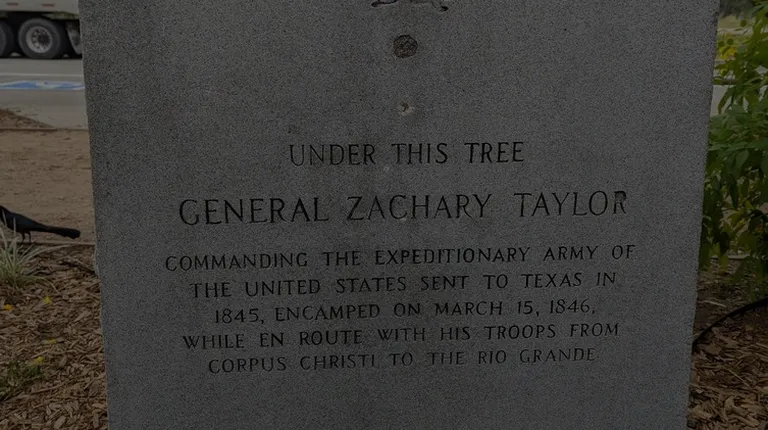 UNDER THIS TREE
GENERAL ZACHARY TAYLOR
COMMANDING THE EXPEDITIONARY ARMY OF
THE UNITED STATES SENT TO TEXAS IN
1845, ENCAMPED ON MARCH 15, 1846,
WHILE EN ROUTE WITH HIS TROOPS FROM
CORPUS CHRISTI TO THE RIO GRANDE